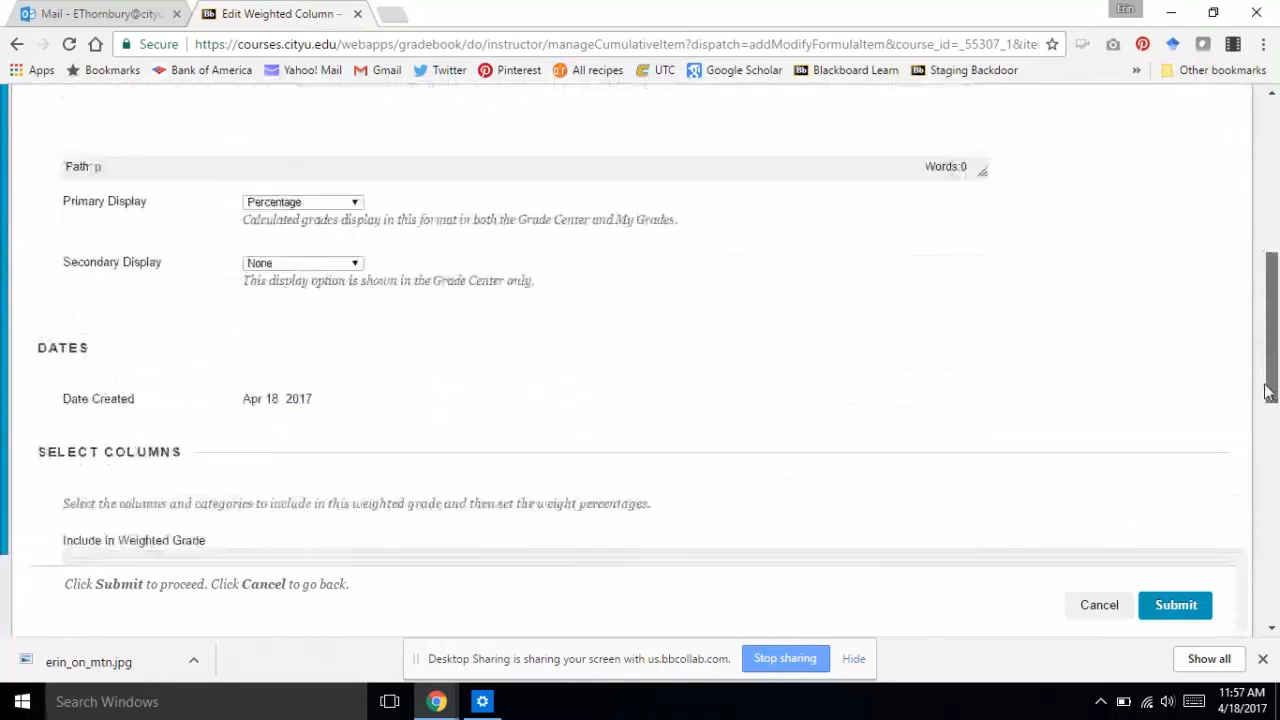 Mail - EThornbury@cityu
Edit Weighted Column –
Erin
Secure
https://courses.cityu.edu/webapps/gradebook/do/instructor/manageCumulativeItem?dispatch=addModifyFormulaItem&course_id=_55307_1&ite
Apps
Bookmarks
Bank of America
Yahoo! Mail
Gmail
Twitter
Pinterest
All recipes
UTC
Google Scholar
Blackboard Learn
Staging Backdoor
»
Other bookmarks
Path: p
Words:0
Primary Display
Percentage
Calculated grades display in this format in both the Grade Center and My Grades.
Secondary Display
None
This display option is shown in the Grade Center only.
DATES
Date Created
Apr 18 2017
SELECT COLUMNS
Select the columns and categories to include in this weighted grade and then set the weight percentages.
Include in Weighted Grade
Click Submit to proceed. Click Cancel to go back.
Cancel
Submit
erin_on_mtn.jpg
Desktop Sharing is sharing your screen with us.bbcollab.com.
Stop sharing
Hide
Show all
Search Windows
11:57 AM
4/18/2017